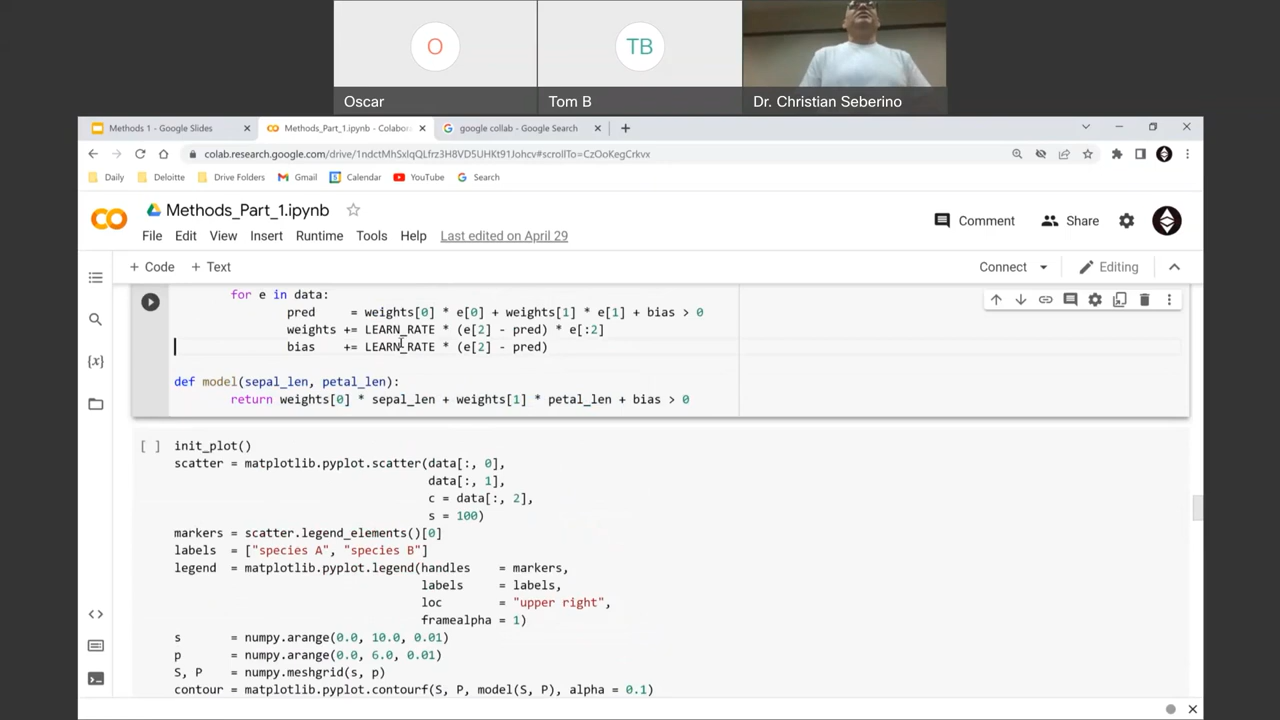 O
TB
Oscar
Tom B
Dr. Christian Seberino
Methods 1 - Google Slides
Methods_Part_1.ipynb - Colabora
google collab - Google Search
colab.research.google.com/drive/1ndctMhSxlqQLfrz3H8VD5UHKt91Johcv#scrollTo=CzOoKegCrkvx
Daily
Deloitte
Drive Folders
Gmail
Calendar
YouTube
Search
Methods_Part_1.ipynb
File Edit View Insert Runtime Tools Help Last edited on April 29
Comment Share
+ Code + Text
Connect Editing
for e in data:
pred = weights[0] * e[0] + weights[1] * e[1] + bias > 0
weights += LEARN_RATE * (e[2] - pred) * e[:2]
bias += LEARN_RATE * (e[2] - pred)
def model(sepal_len, petal_len):
return weights[0] * sepal_len + weights[1] * petal_len + bias > 0
[ ] init_plot()
scatter = matplotlib.pyplot.scatter(data[:, 0],
data[:, 1],
c = data[:, 2],
s = 100)
markers = scatter.legend_elements()[0]
labels = ["species A", "species B"]
legend = matplotlib.pyplot.legend(handles = markers,
labels = labels,
loc = "upper right",
framealpha = 1)
s = numpy.arange(0.0, 10.0, 0.01)
p = numpy.arange(0.0, 6.0, 0.01)
S, P = numpy.meshgrid(s, p)
contour = matplotlib.pyplot.contourf(S, P, model(S, P), alpha = 0.1)